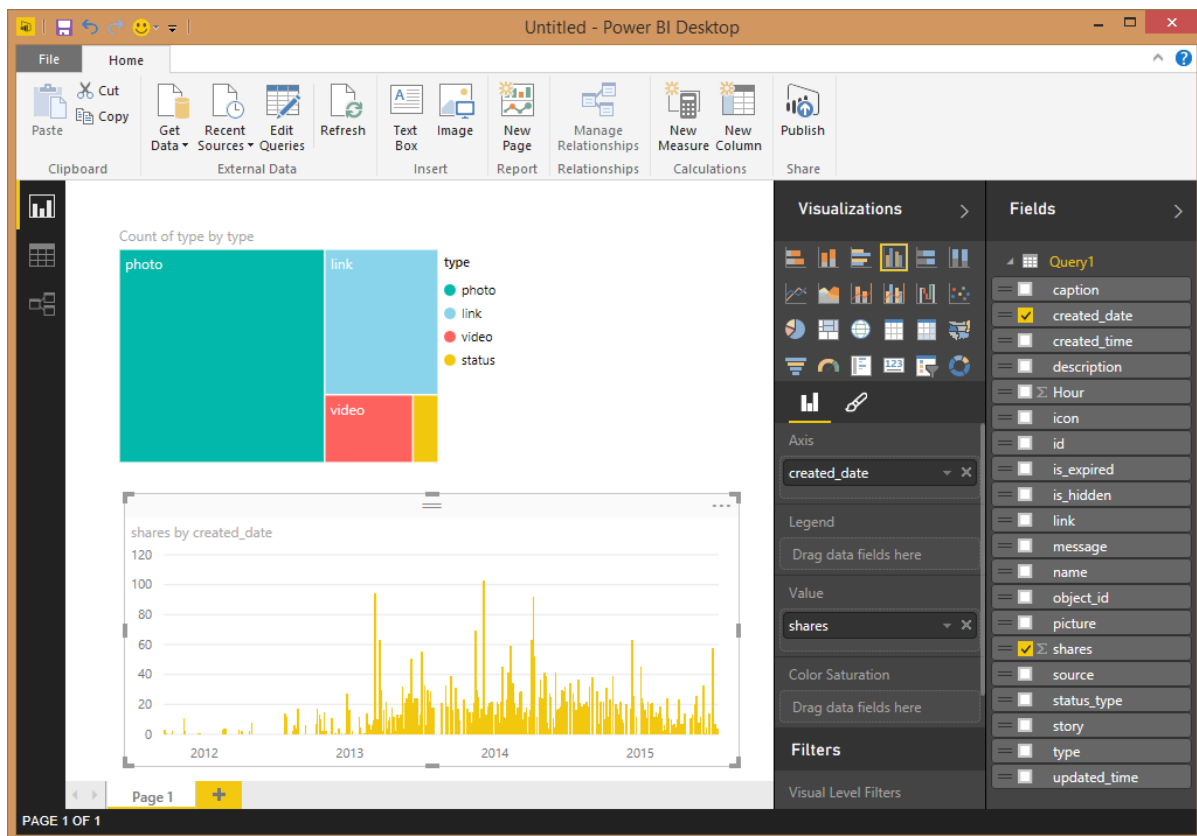 Untitled - Power BI Desktop
File Home
Paste
Cut
Copy
Get Data
Recent Sources
Edit Queries
Refresh
Text Box
Image
New Page
Manage Relationships
New Measure
New Column
Publish
Clipboard External Data Insert Report Relationships Calculations Share
Count of type by type
photo
link
video
type
photo
link
video
status
shares by created_date
120
100
80
60
40
20
0
2012 2013 2014 2015
Visualizations
123
Axis
created_date
Legend
Drag data fields here
Value
shares
Color Saturation
Drag data fields here
Filters
Visual Level Filters
Fields
Query1
caption
created_date
created_time
description
Σ Hour
icon
id
is_expired
is_hidden
link
message
name
object_id
picture
Σ shares
source
status_type
story
type
updated_time
Page 1
PAGE 1 OF 1